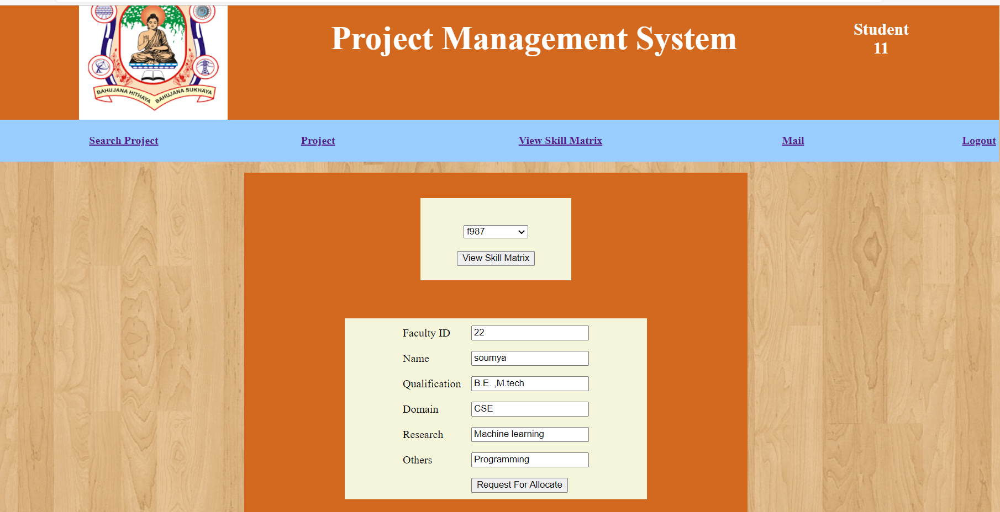 Project Management System
Student
11
BAHUJANA HITHAYA BAHUJANA SUKHAYA
Search Project Project View Skill Matrix Mail Logout
f987
View Skill Matrix
Faculty ID 22
Name soumya
Qualification B.E. ,M.tech
Domain CSE
Research Machine learning
Others Programming
Request For Allocate